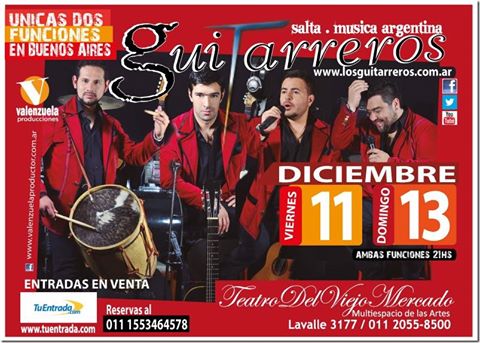 UNICAS DOS
FUNCIONES
EN BUENOS AIRES
salta . musica argentina
guiTarreros
www.losguitarreros.com.ar
valenzuela
producciones
www.valenzuelaproductor.com.ar
You
Tube
DICIEMBRE
VIERNES
11
DOMINGO
13
AMBAS FUNCIONES 21HS
ENTRADAS EN VENTA
TuEntrada
.com
www.tuentrada.com
Reservas al
011 1553464578
Teatro Del Viejo Mercado
Multiespacio de las Artes
Lavalle 3177 / 011 2055-8500